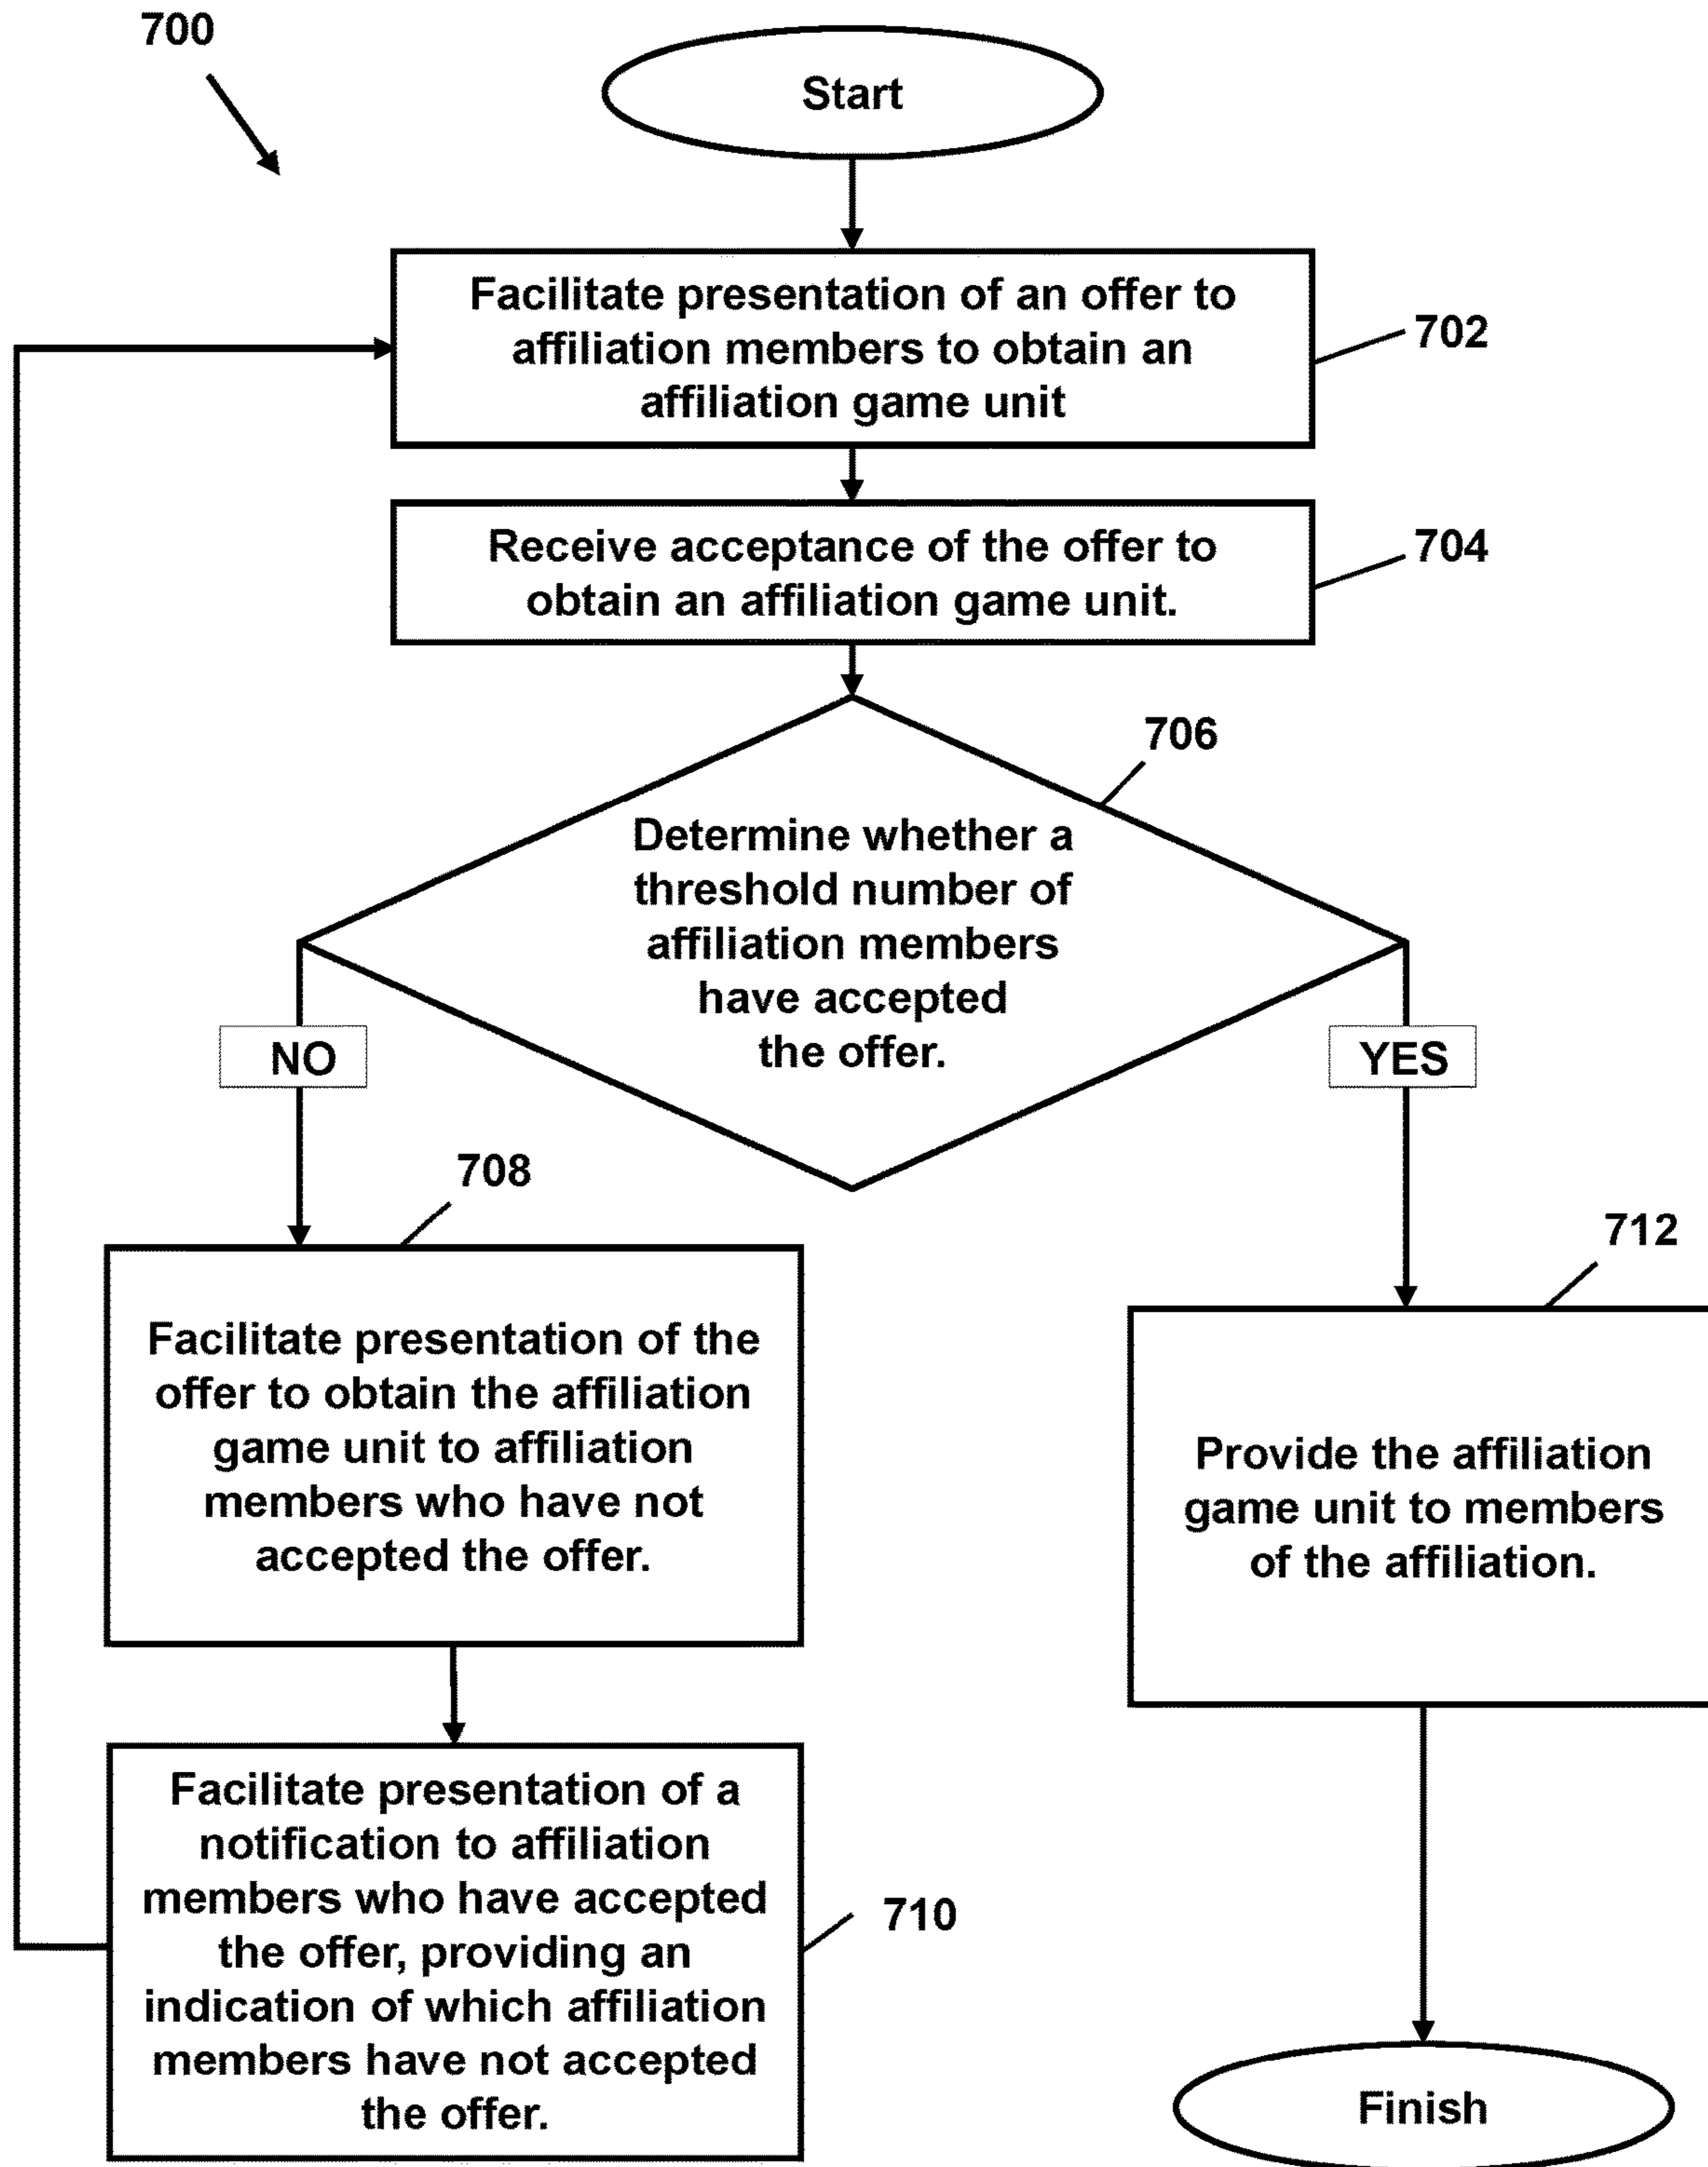 700
Start
Facilitate presentation of an offer to
affiliation members to obtain an
affiliation game unit
702
Receive acceptance of the offer to
obtain an affiliation game unit.
704
706
Determine whether a
threshold number of
affiliation members
have accepted
the offer.
NO
YES
708
Facilitate presentation of the
offer to obtain the affiliation
game unit to affiliation
members who have not
accepted the offer.
712
Provide the affiliation
game unit to members
of the affiliation.
Facilitate presentation of a
notification to affiliation
members who have accepted
the offer, providing an
indication of which affiliation
members have not accepted
the offer.
710
Finish